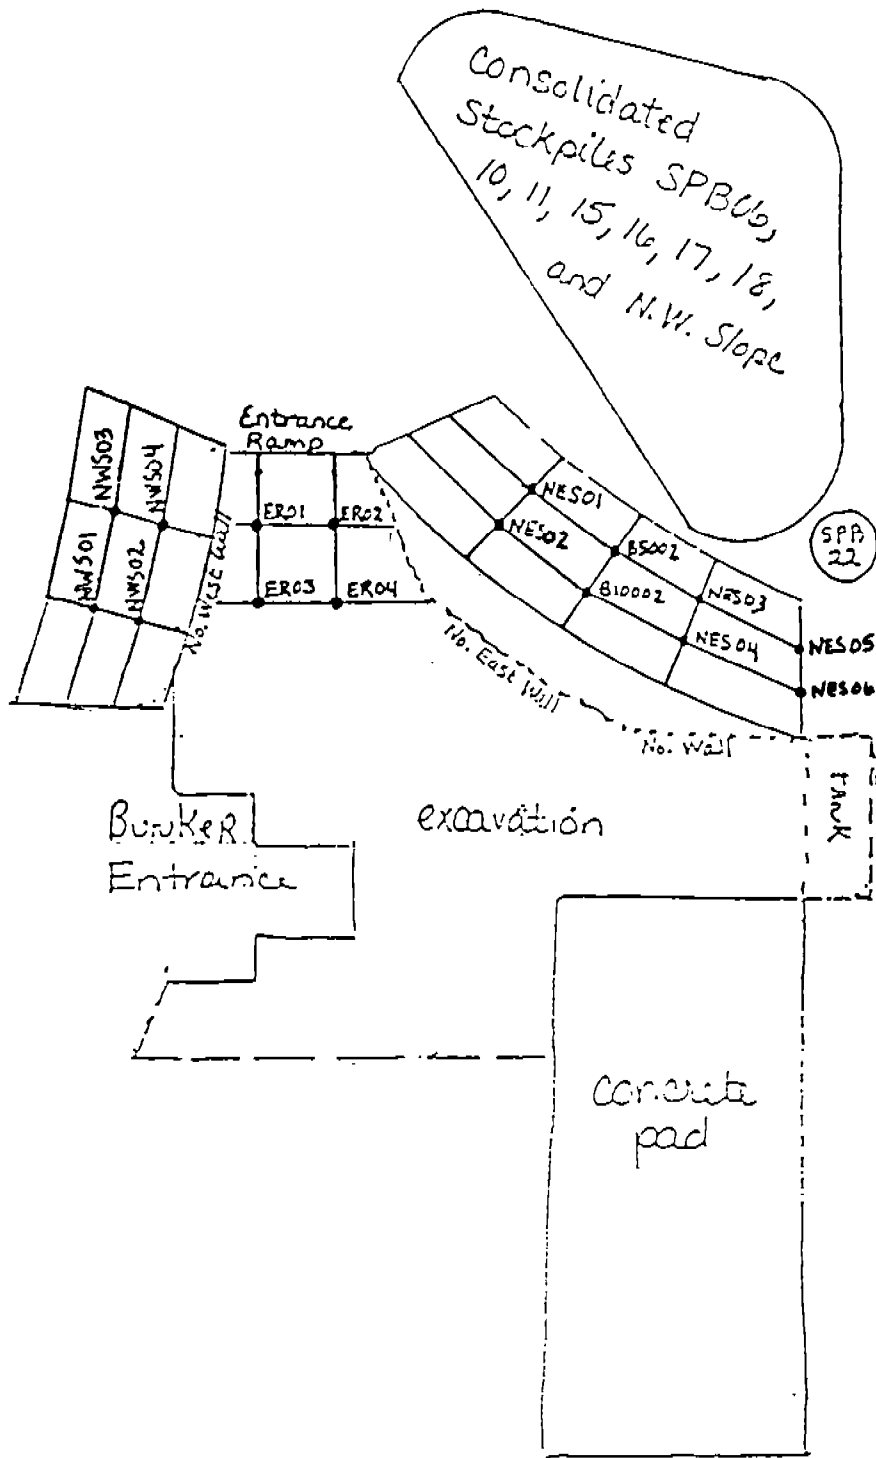 Consolidated
Stockpiles SPB06,
10, 11, 15, 16, 17, 18,
and N.W. Slope
Entrance
Ramp
NWS03
NWS04
NWS01
NWS02
No. West Wall
ER01
ER02
ER03
ER04
NES01
NES02
BS002
B10002
NES03
NES04
NES05
NES06
SPB
22
No. East Wall
No. Wall
TANK
BUNKER
Entrance
excavation
concrete
pad